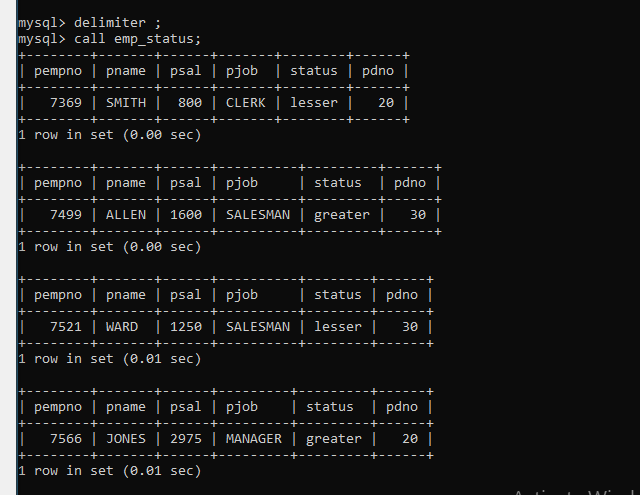 mysql> delimiter ;
mysql> call emp_status;
+--------+-------+------+-------+--------+------+
| pempno | pname | psal | pjob  | status | pdno |
+--------+-------+------+-------+--------+------+
|   7369 | SMITH |  800 | CLERK | lesser |   20 |
+--------+-------+------+-------+--------+------+
1 row in set (0.00 sec)

+--------+-------+------+----------+---------+------+
| pempno | pname | psal | pjob     | status  | pdno |
+--------+-------+------+----------+---------+------+
|   7499 | ALLEN | 1600 | SALESMAN | greater |   30 |
+--------+-------+------+----------+---------+------+
1 row in set (0.00 sec)

+--------+-------+------+----------+--------+------+
| pempno | pname | psal | pjob     | status | pdno |
+--------+-------+------+----------+--------+------+
|   7521 | WARD  | 1250 | SALESMAN | lesser |   30 |
+--------+-------+------+----------+--------+------+
1 row in set (0.01 sec)

+--------+-------+------+---------+---------+------+
| pempno | pname | psal | pjob    | status  | pdno |
+--------+-------+------+---------+---------+------+
|   7566 | JONES | 2975 | MANAGER | greater |   20 |
+--------+-------+------+---------+---------+------+
1 row in set (0.01 sec)